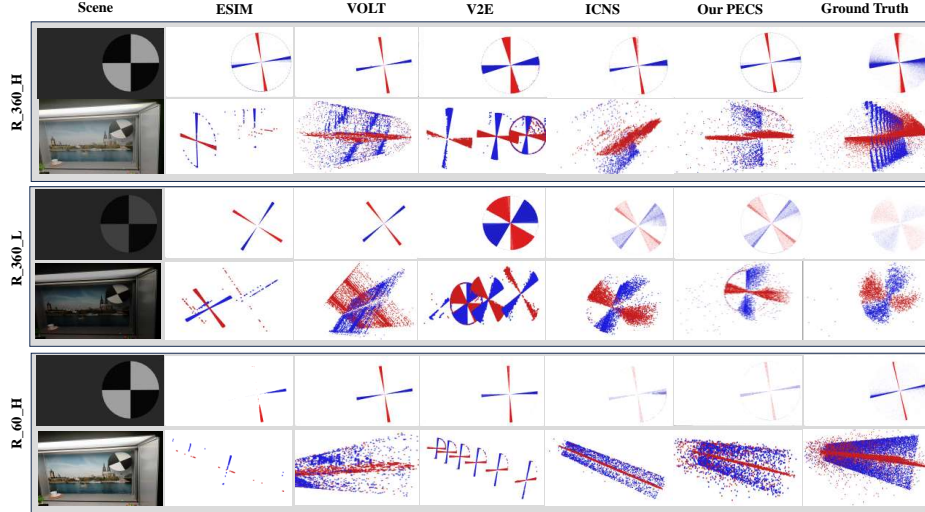 Scene ESIM VOLT V2E ICNS Our PECS Ground Truth
R_360_H
R_360_L
R_60_H